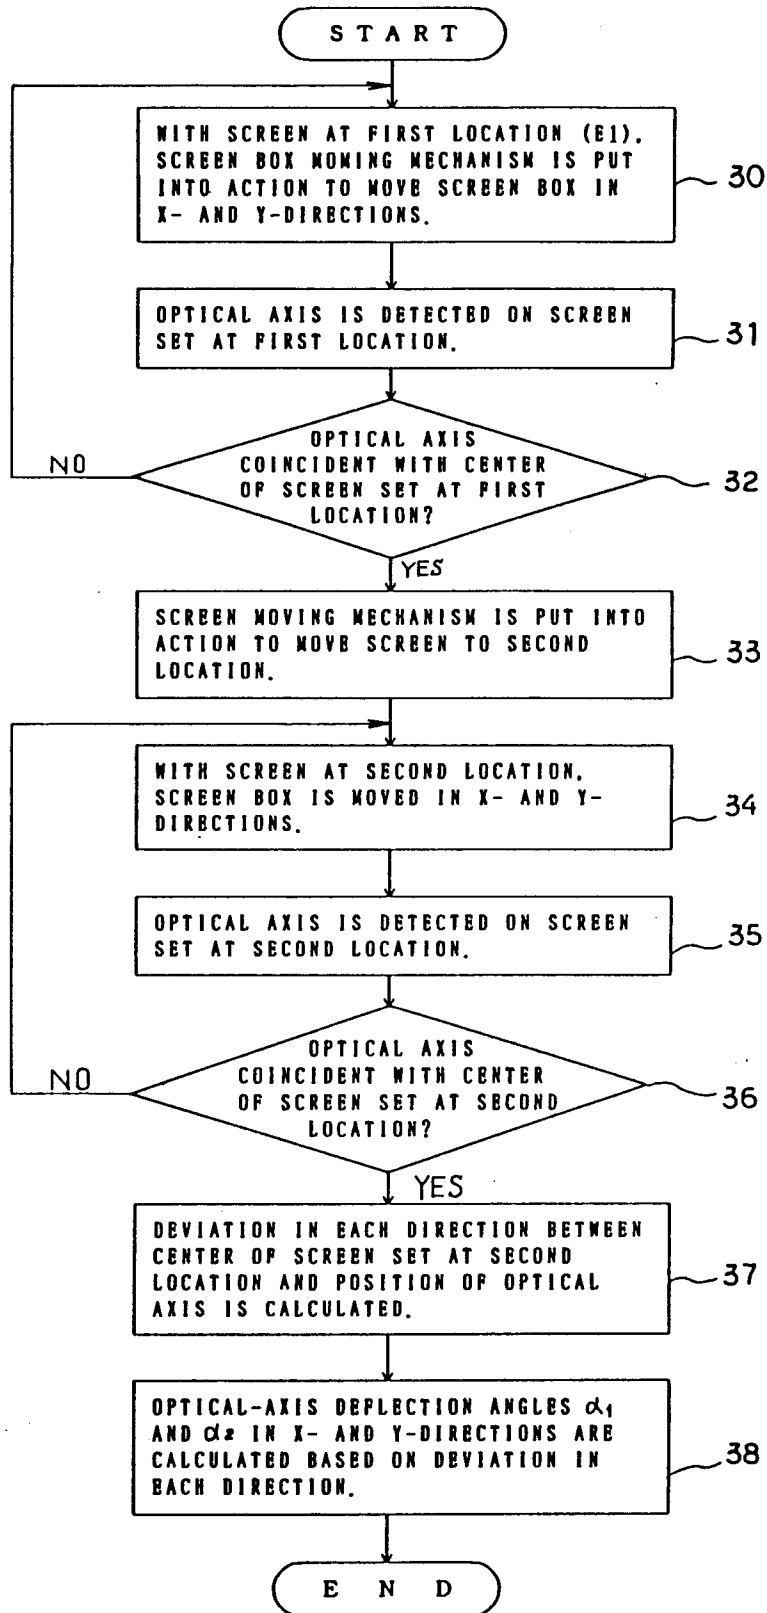 START
WITH SCREEN AT FIRST LOCATION (E1).
SCREEN BOX MOMING MECHANISM IS PUT
INTO ACTION TO MOVE SCREEN BOX IN
X- AND Y-DIRECTIONS.
30
OPTICAL AXIS IS DETECTED ON SCREEN
SET AT FIRST LOCATION.
31
OPTICAL AXIS
COINCIDENT WITH CENTER
OF SCREEN SET AT FIRST
LOCATION?
32
NO
YES
SCREEN MOVING MECHANISM IS PUT INTO
ACTION TO MOVE SCREEN TO SECOND
LOCATION.
33
WITH SCREEN AT SECOND LOCATION.
SCREEN BOX IS MOVED IN X- AND Y-
DIRECTIONS.
34
OPTICAL AXIS IS DETECTED ON SCREEN
SET AT SECOND LOCATION.
35
OPTICAL AXIS
COINCIDENT WITH CENTER
OF SCREEN SET AT SECOND
LOCATION?
36
NO
YES
DEVIATION IN EACH DIRECTION BETWEEN
CENTER OF SCREEN SET AT SECOND
LOCATION AND POSITION OF OPTICAL
AXIS IS CALCULATED.
37
OPTICAL-AXIS DEFLECTION ANGLES α1
AND α2 IN X- AND Y-DIRECTIONS ARE
CALCULATED BASED ON DEVIATION IN
EACH DIRECTION.
38
END